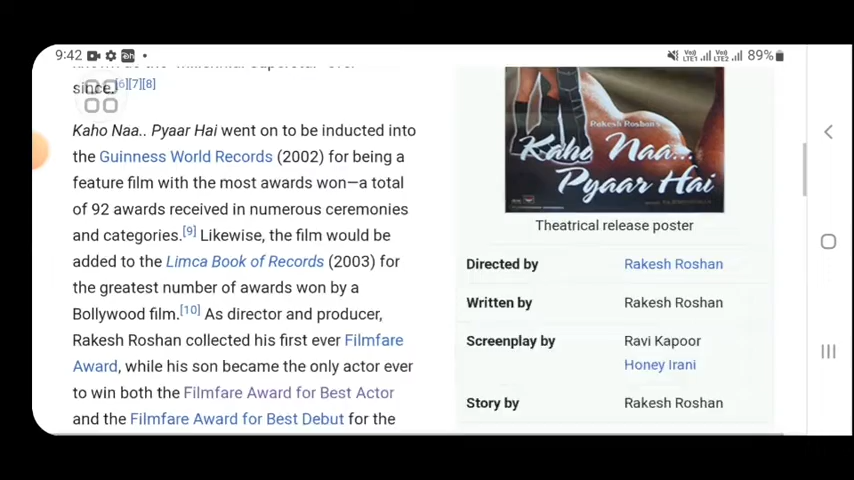 9:42
89%
since.[6][7][8]
Kaho Naa.. Pyaar Hai went on to be inducted into
the Guinness World Records (2002) for being a
feature film with the most awards won—a total
of 92 awards received in numerous ceremonies
and categories.[9] Likewise, the film would be
added to the Limca Book of Records (2003) for
the greatest number of awards won by a
Bollywood film.[10] As director and producer,
Rakesh Roshan collected his first ever Filmfare
Award, while his son became the only actor ever
to win both the Filmfare Award for Best Actor
and the Filmfare Award for Best Debut for the
Rakesh Roshan's
Kaho Naa...
Pyaar Hai
Theatrical release poster
Directed by Rakesh Roshan
Written by Rakesh Roshan
Screenplay by Ravi Kapoor
Honey Irani
Story by Rakesh Roshan